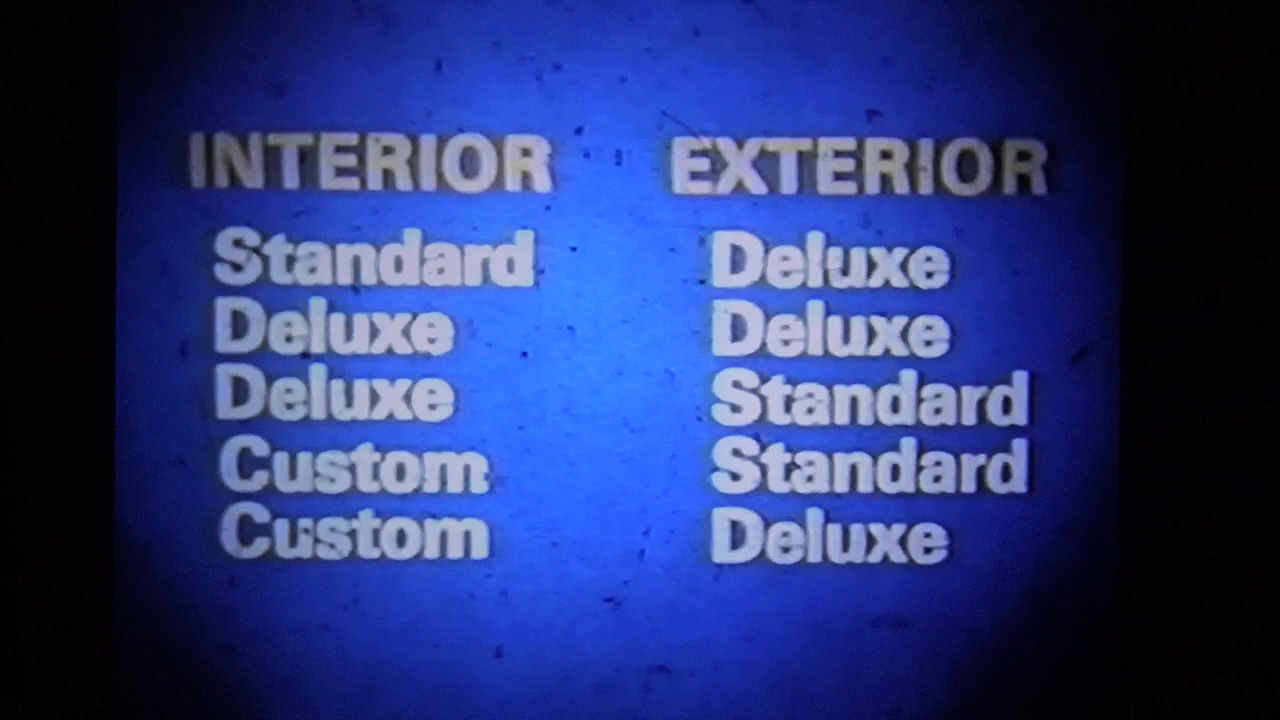 INTERIOR EXTERIOR
Standard Deluxe
Deluxe Deluxe
Deluxe Standard
Custom Standard
Custom Deluxe